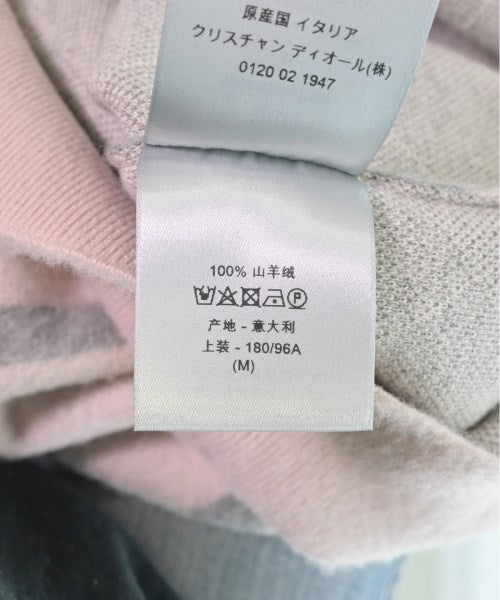 原産国 イタリア
クリスチャン ディオール(株)
0120 02 1947
100% 山羊绒
P
产地 - 意大利
上装 - 180/96A
(M)